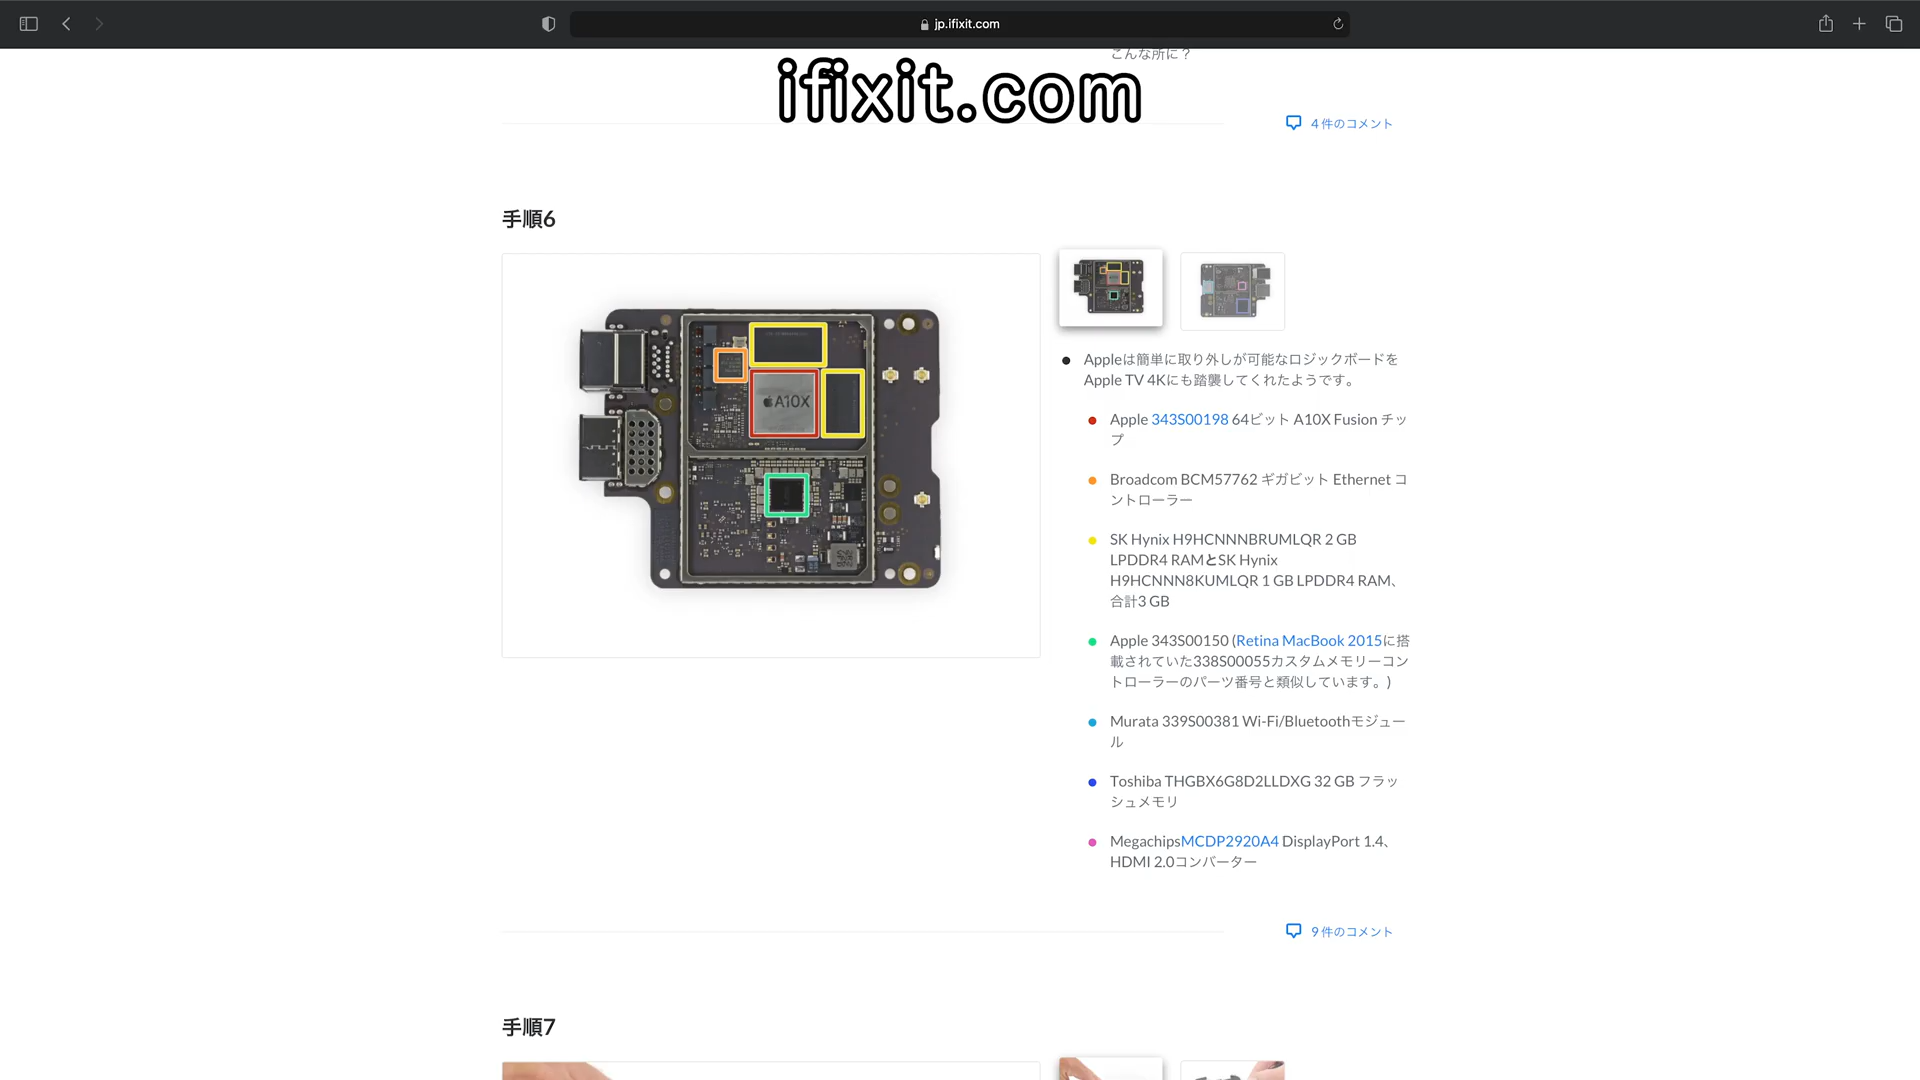 jp.ifixit.com
こんな所に？
ifixit.com
4 件のコメント
手順6
A10X
Appleは簡単に取り外しが可能なロジックボードを
Apple TV 4Kにも踏襲してくれたようです。
Apple 343S00198 64ビット A10X Fusion チッ
プ
Broadcom BCM57762 ギガビット Ethernet コ
ントローラー
SK Hynix H9HCNNNBRUMLQR 2 GB
LPDDR4 RAMとSK Hynix
H9HCNNN8KUMLQR 1 GB LPDDR4 RAM、
合計3 GB
Apple 343S00150 (Retina MacBook 2015に搭
載されていた338S00055カスタムメモリーコン
トローラーのパーツ番号と類似しています。)
Murata 339S00381 Wi-Fi/Bluetoothモジュー
ル
Toshiba THGBX6G8D2LLDXG 32 GB フラッ
シュメモリ
MegachipsMCDP2920A4 DisplayPort 1.4、
HDMI 2.0コンバーター
9 件のコメント
手順7